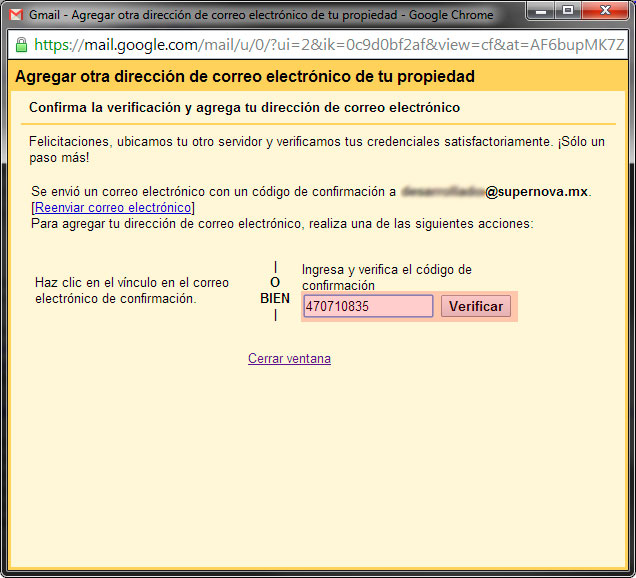 Gmail - Agregar otra dirección de correo electrónico de tu propiedad - Google Chrome
https://mail.google.com/mail/u/0/?ui=2&ik=0c9d0bf2af&view=cf&at=AF6bupMK7Z
Agregar otra dirección de correo electrónico de tu propiedad
Confirma la verificación y agrega tu dirección de correo electrónico
Felicitaciones, ubicamos tu otro servidor y verificamos tus credenciales satisfactoriamente. ¡Sólo un
paso más!
Se envió un correo electrónico con un código de confirmación a @supernova.mx.
[Reenviar correo electrónico]
Para agregar tu dirección de correo electrónico, realiza una de las siguientes acciones:
Haz clic en el vínculo en el correo
electrónico de confirmación.
|
O
BIEN
|
Ingresa y verifica el código de
confirmación
470710835 Verificar
Cerrar ventana